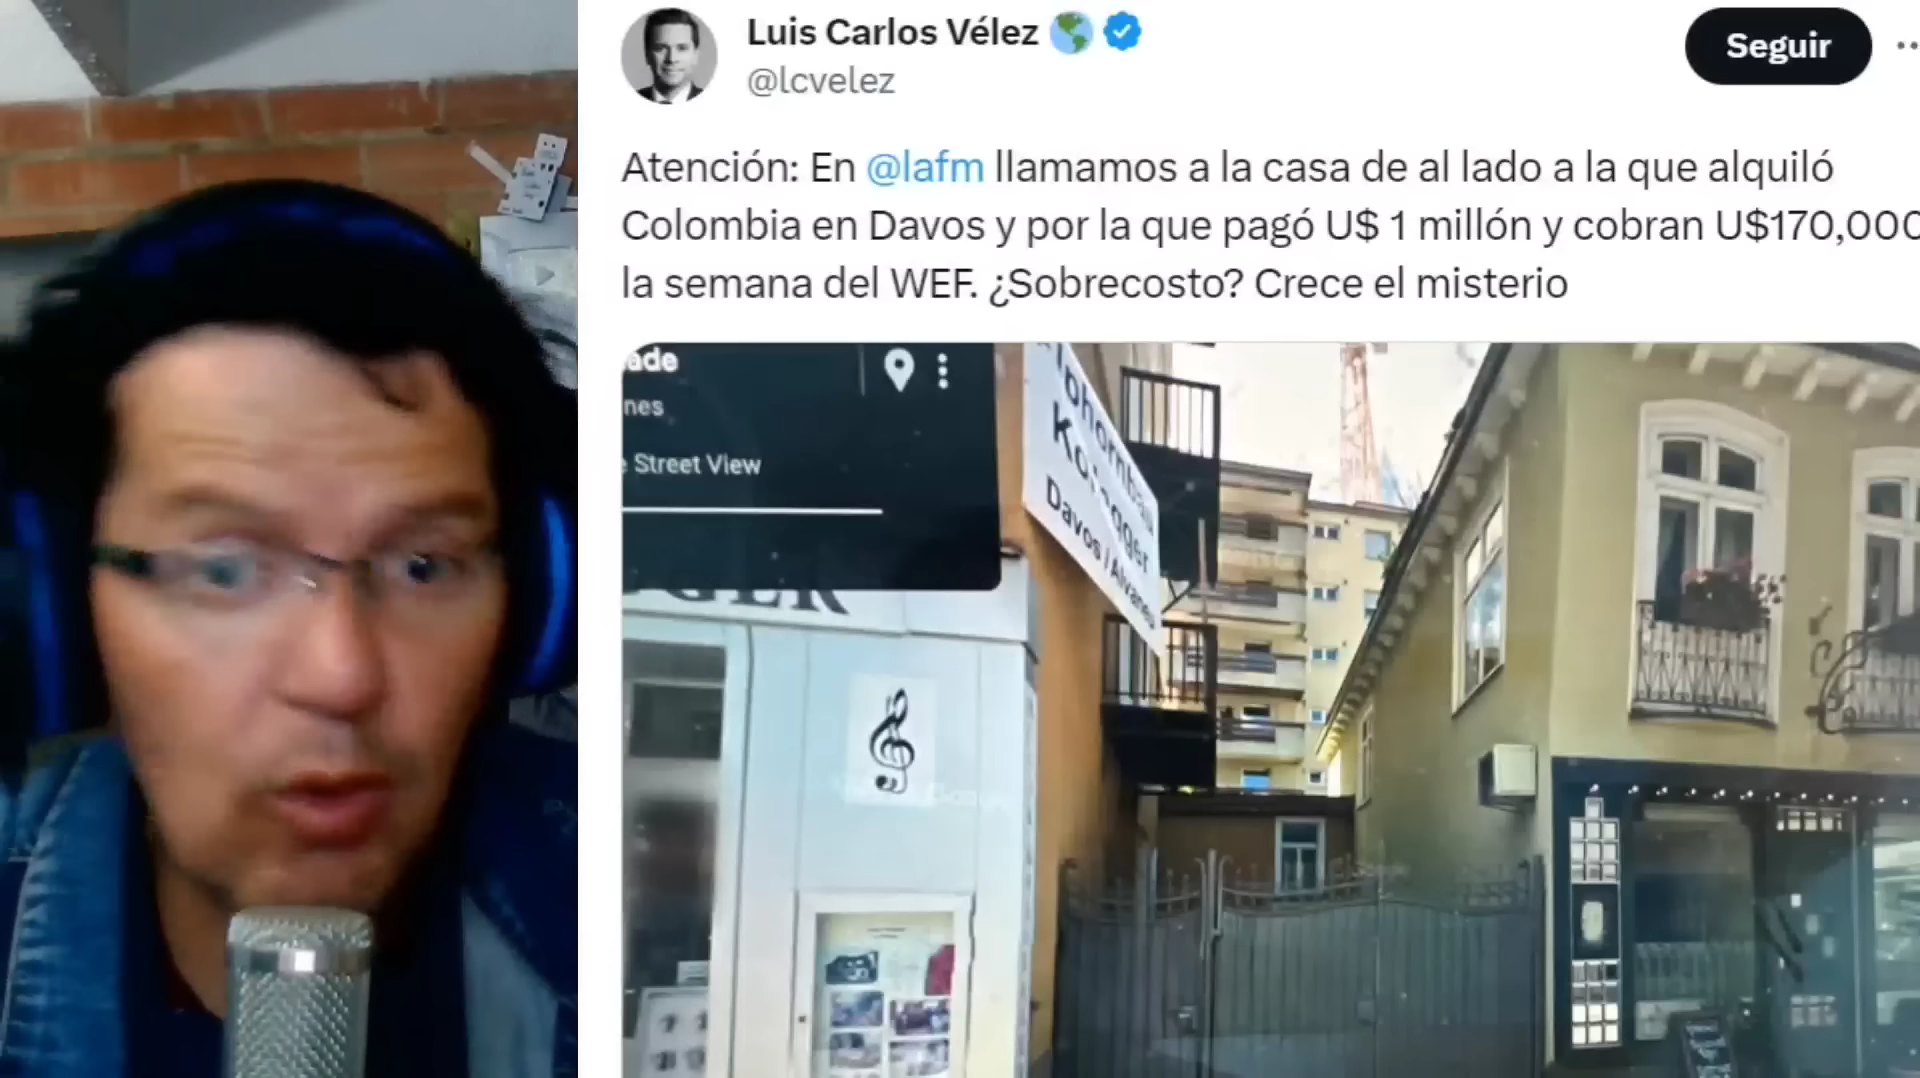 Luis Carlos Vélez
@lcvelez
Seguir
Atención: En @lafm llamamos a la casa de al lado a la que alquiló
Colombia en Davos y por la que pagó U$ 1 millón y cobran U$170,000
la semana del WEF. ¿Sobrecosto? Crece el misterio
ade
nes
e Street View
Davos / Alvaneu
GER